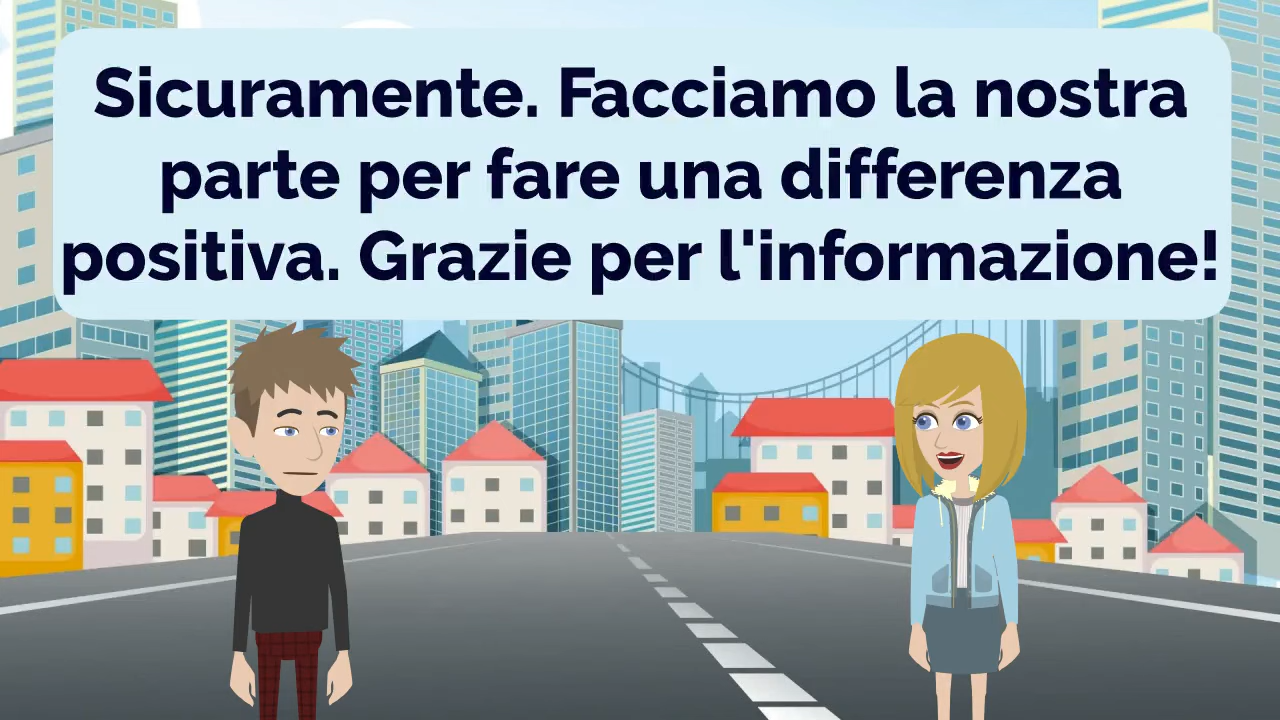 Sicuramente. Facciamo la nostra
parte per fare una differenza
positiva. Grazie per l'informazione!